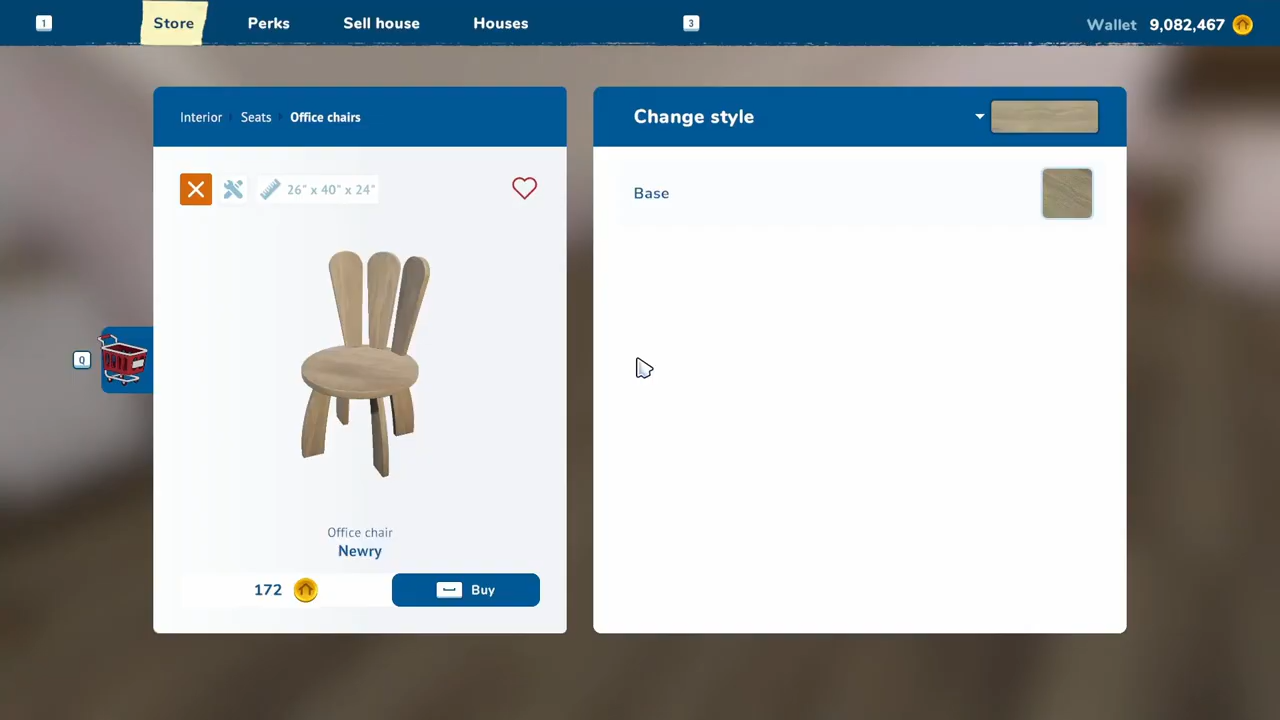 1 Store Perks Sell house Houses 3 Wallet 9,082,467
Interior Seats Office chairs
Change style
26" x 40" x 24"
Base
Q
Office chair
Newry
172 Buy